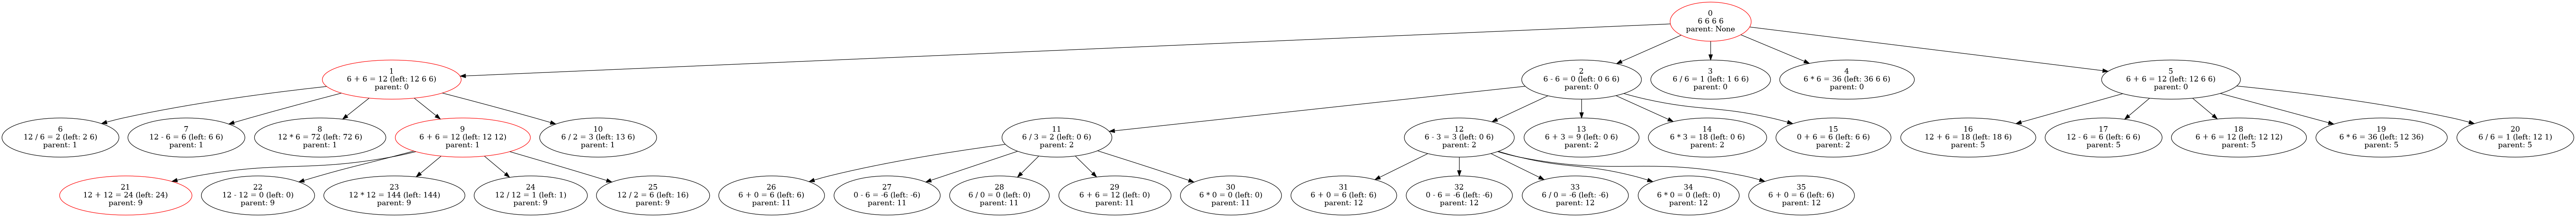 0
6 6 6 6
parent: None
1
6 + 6 = 12 (left: 12 6 6)
parent: 0
2
6 - 6 = 0 (left: 0 6 6)
parent: 0
3
6 / 6 = 1 (left: 1 6 6)
parent: 0
4
6 * 6 = 36 (left: 36 6 6)
parent: 0
5
6 + 6 = 12 (left: 12 6 6)
parent: 0
6
12 / 6 = 2 (left: 2 6)
parent: 1
7
12 - 6 = 6 (left: 6 6)
parent: 1
8
12 * 6 = 72 (left: 72 6)
parent: 1
9
6 + 6 = 12 (left: 12 12)
parent: 1
10
6 / 2 = 3 (left: 13 6)
parent: 1
11
6 / 3 = 2 (left: 0 6)
parent: 2
12
6 - 3 = 3 (left: 0 6)
parent: 2
13
6 + 3 = 9 (left: 0 6)
parent: 2
14
6 * 3 = 18 (left: 0 6)
parent: 2
15
0 + 6 = 6 (left: 6 6)
parent: 2
16
12 + 6 = 18 (left: 18 6)
parent: 5
17
12 - 6 = 6 (left: 6 6)
parent: 5
18
6 + 6 = 12 (left: 12 12)
parent: 5
19
6 * 6 = 36 (left: 12 36)
parent: 5
20
6 / 6 = 1 (left: 12 1)
parent: 5
21
12 + 12 = 24 (left: 24)
parent: 9
22
12 - 12 = 0 (left: 0)
parent: 9
23
12 * 12 = 144 (left: 144)
parent: 9
24
12 / 12 = 1 (left: 1)
parent: 9
25
12 / 2 = 6 (left: 16)
parent: 9
26
6 + 0 = 6 (left: 6)
parent: 11
27
0 - 6 = -6 (left: -6)
parent: 11
28
6 / 0 = 0 (left: 0)
parent: 11
29
6 + 6 = 12 (left: 0)
parent: 11
30
6 * 0 = 0 (left: 0)
parent: 11
31
6 + 0 = 6 (left: 6)
parent: 12
32
0 - 6 = -6 (left: -6)
parent: 12
33
6 / 0 = -6 (left: -6)
parent: 12
34
6 * 0 = 0 (left: 0)
parent: 12
35
6 + 0 = 6 (left: 6)
parent: 12